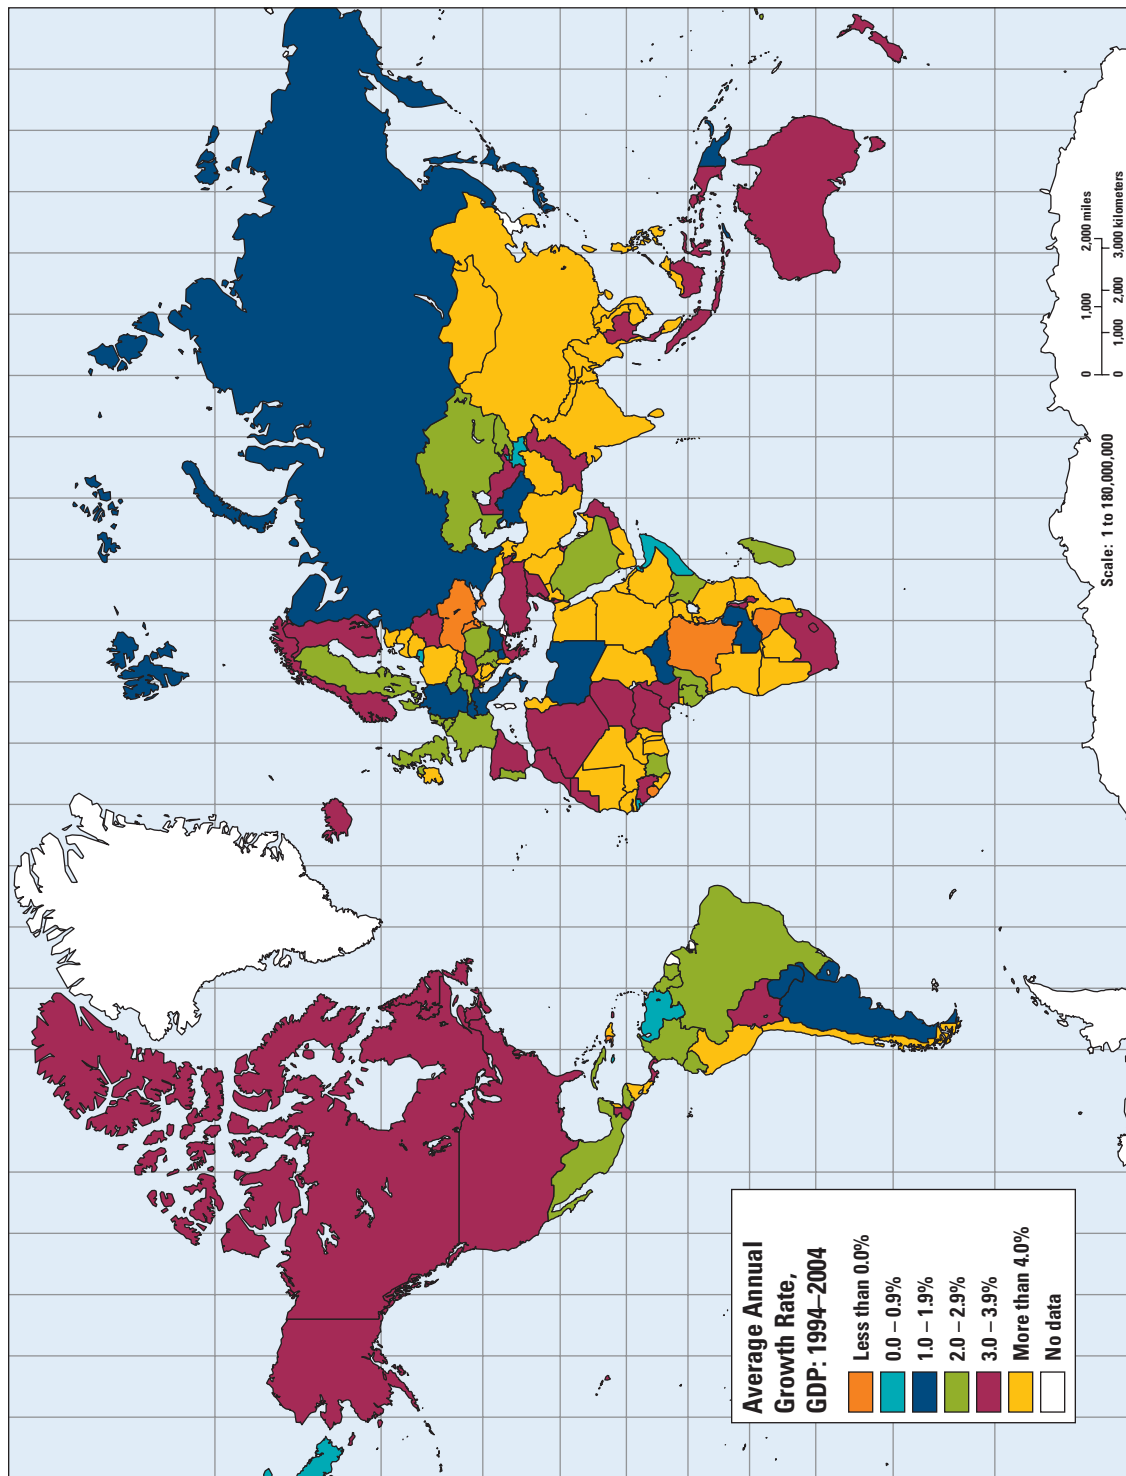 Average Annual
Growth Rate,
GDP: 1994–2004
Less than 0.0%
0.0 – 0.9%
1.0 – 1.9%
2.0 – 2.9%
3.0 – 3.9%
More than 4.0%
No data
Scale: 1 to 180,000,000
0 1,000 2,000 miles
0 1,000 2,000 3,000 kilometers